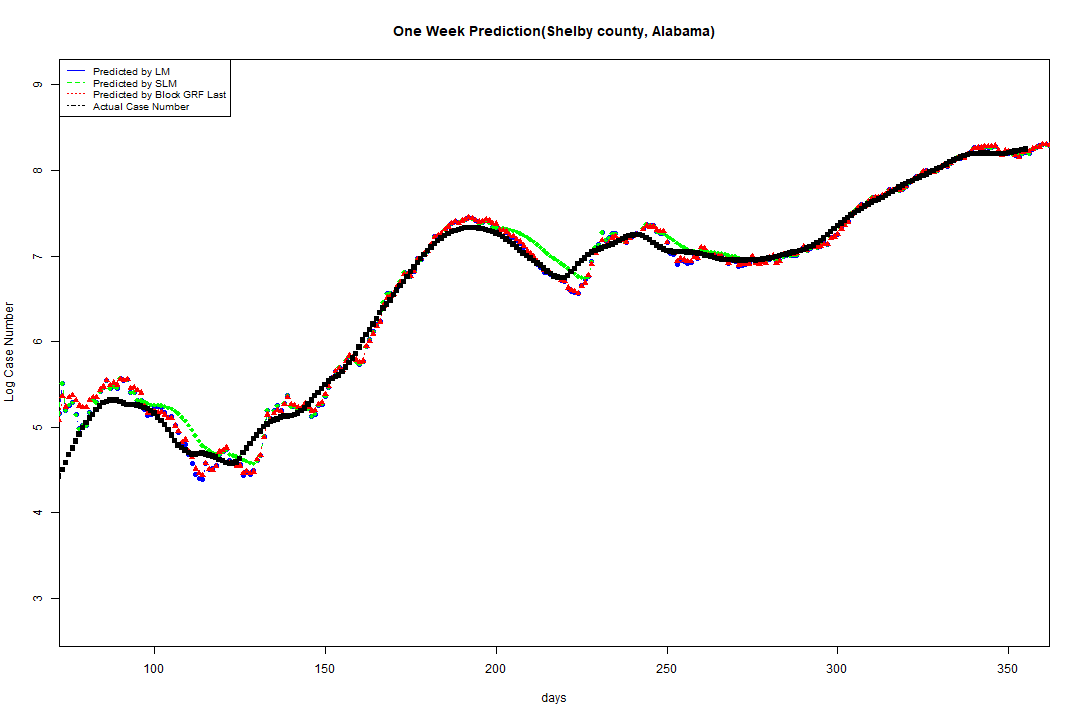 One Week Prediction(Shelby county, Alabama)
Predicted by LM
Predicted by SLM
Predicted by Block GRF Last
Actual Case Number
9
8
7
6
5
4
3
Log Case Number
100 150 200 250 300 350
days